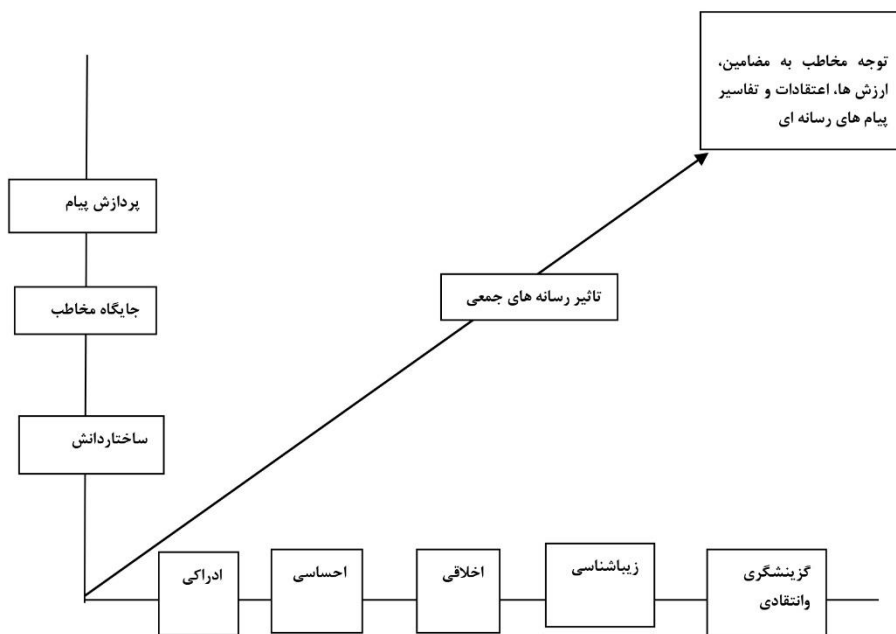 توجه مخاطب به مضامین،
ارزش ها، اعتقادات و تفاسیر
پیام های رسانه ای
پردازش پیام
تاثیر رسانه های جمعی
جایگاه مخاطب
ساختاردانش
گزینشگری
وانتقادی
زیباشناسی
اخلاقی
احساسی
ادراکی